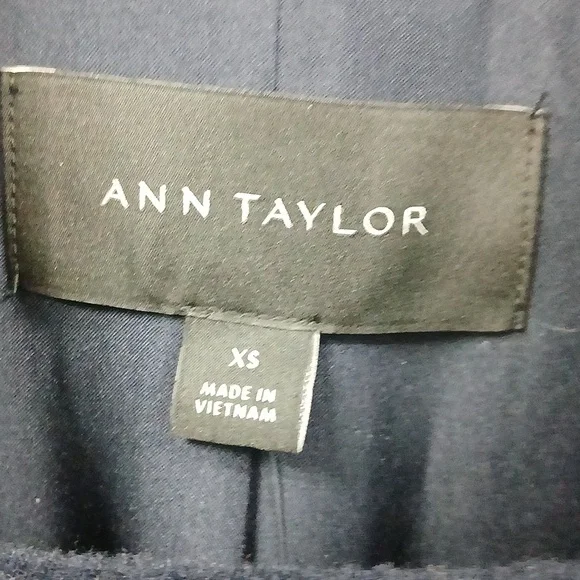 ANN TAYLOR
XS
MADE IN
VIETNAM